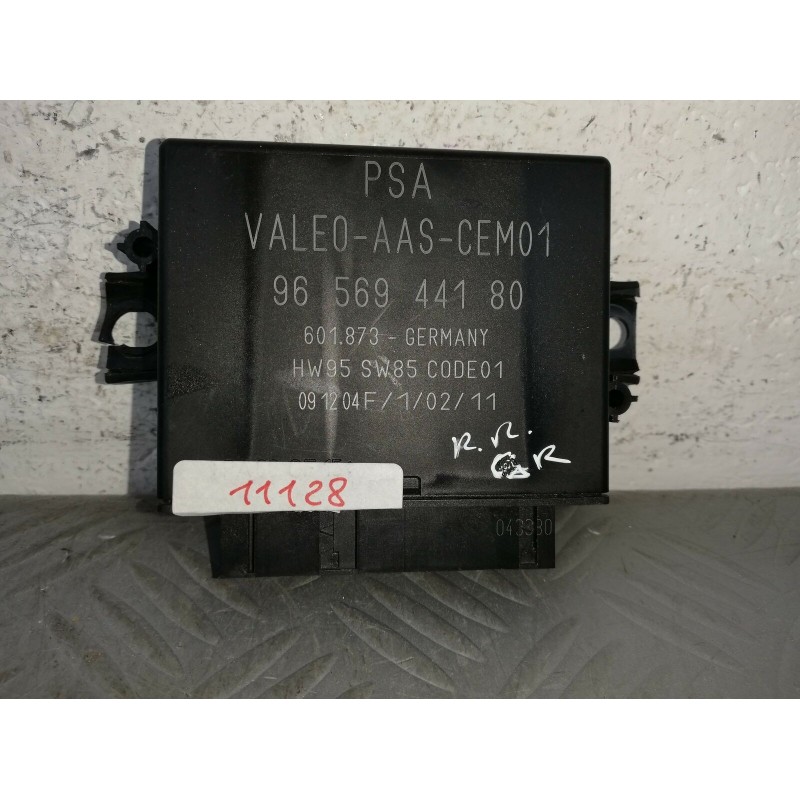 PSA
VALEO-AAS-CEM01
96 569 441 80
601.873 - GERMANY
HW95 SW85 CODE01
091204F/1/02/11
R.R.
11128
043380